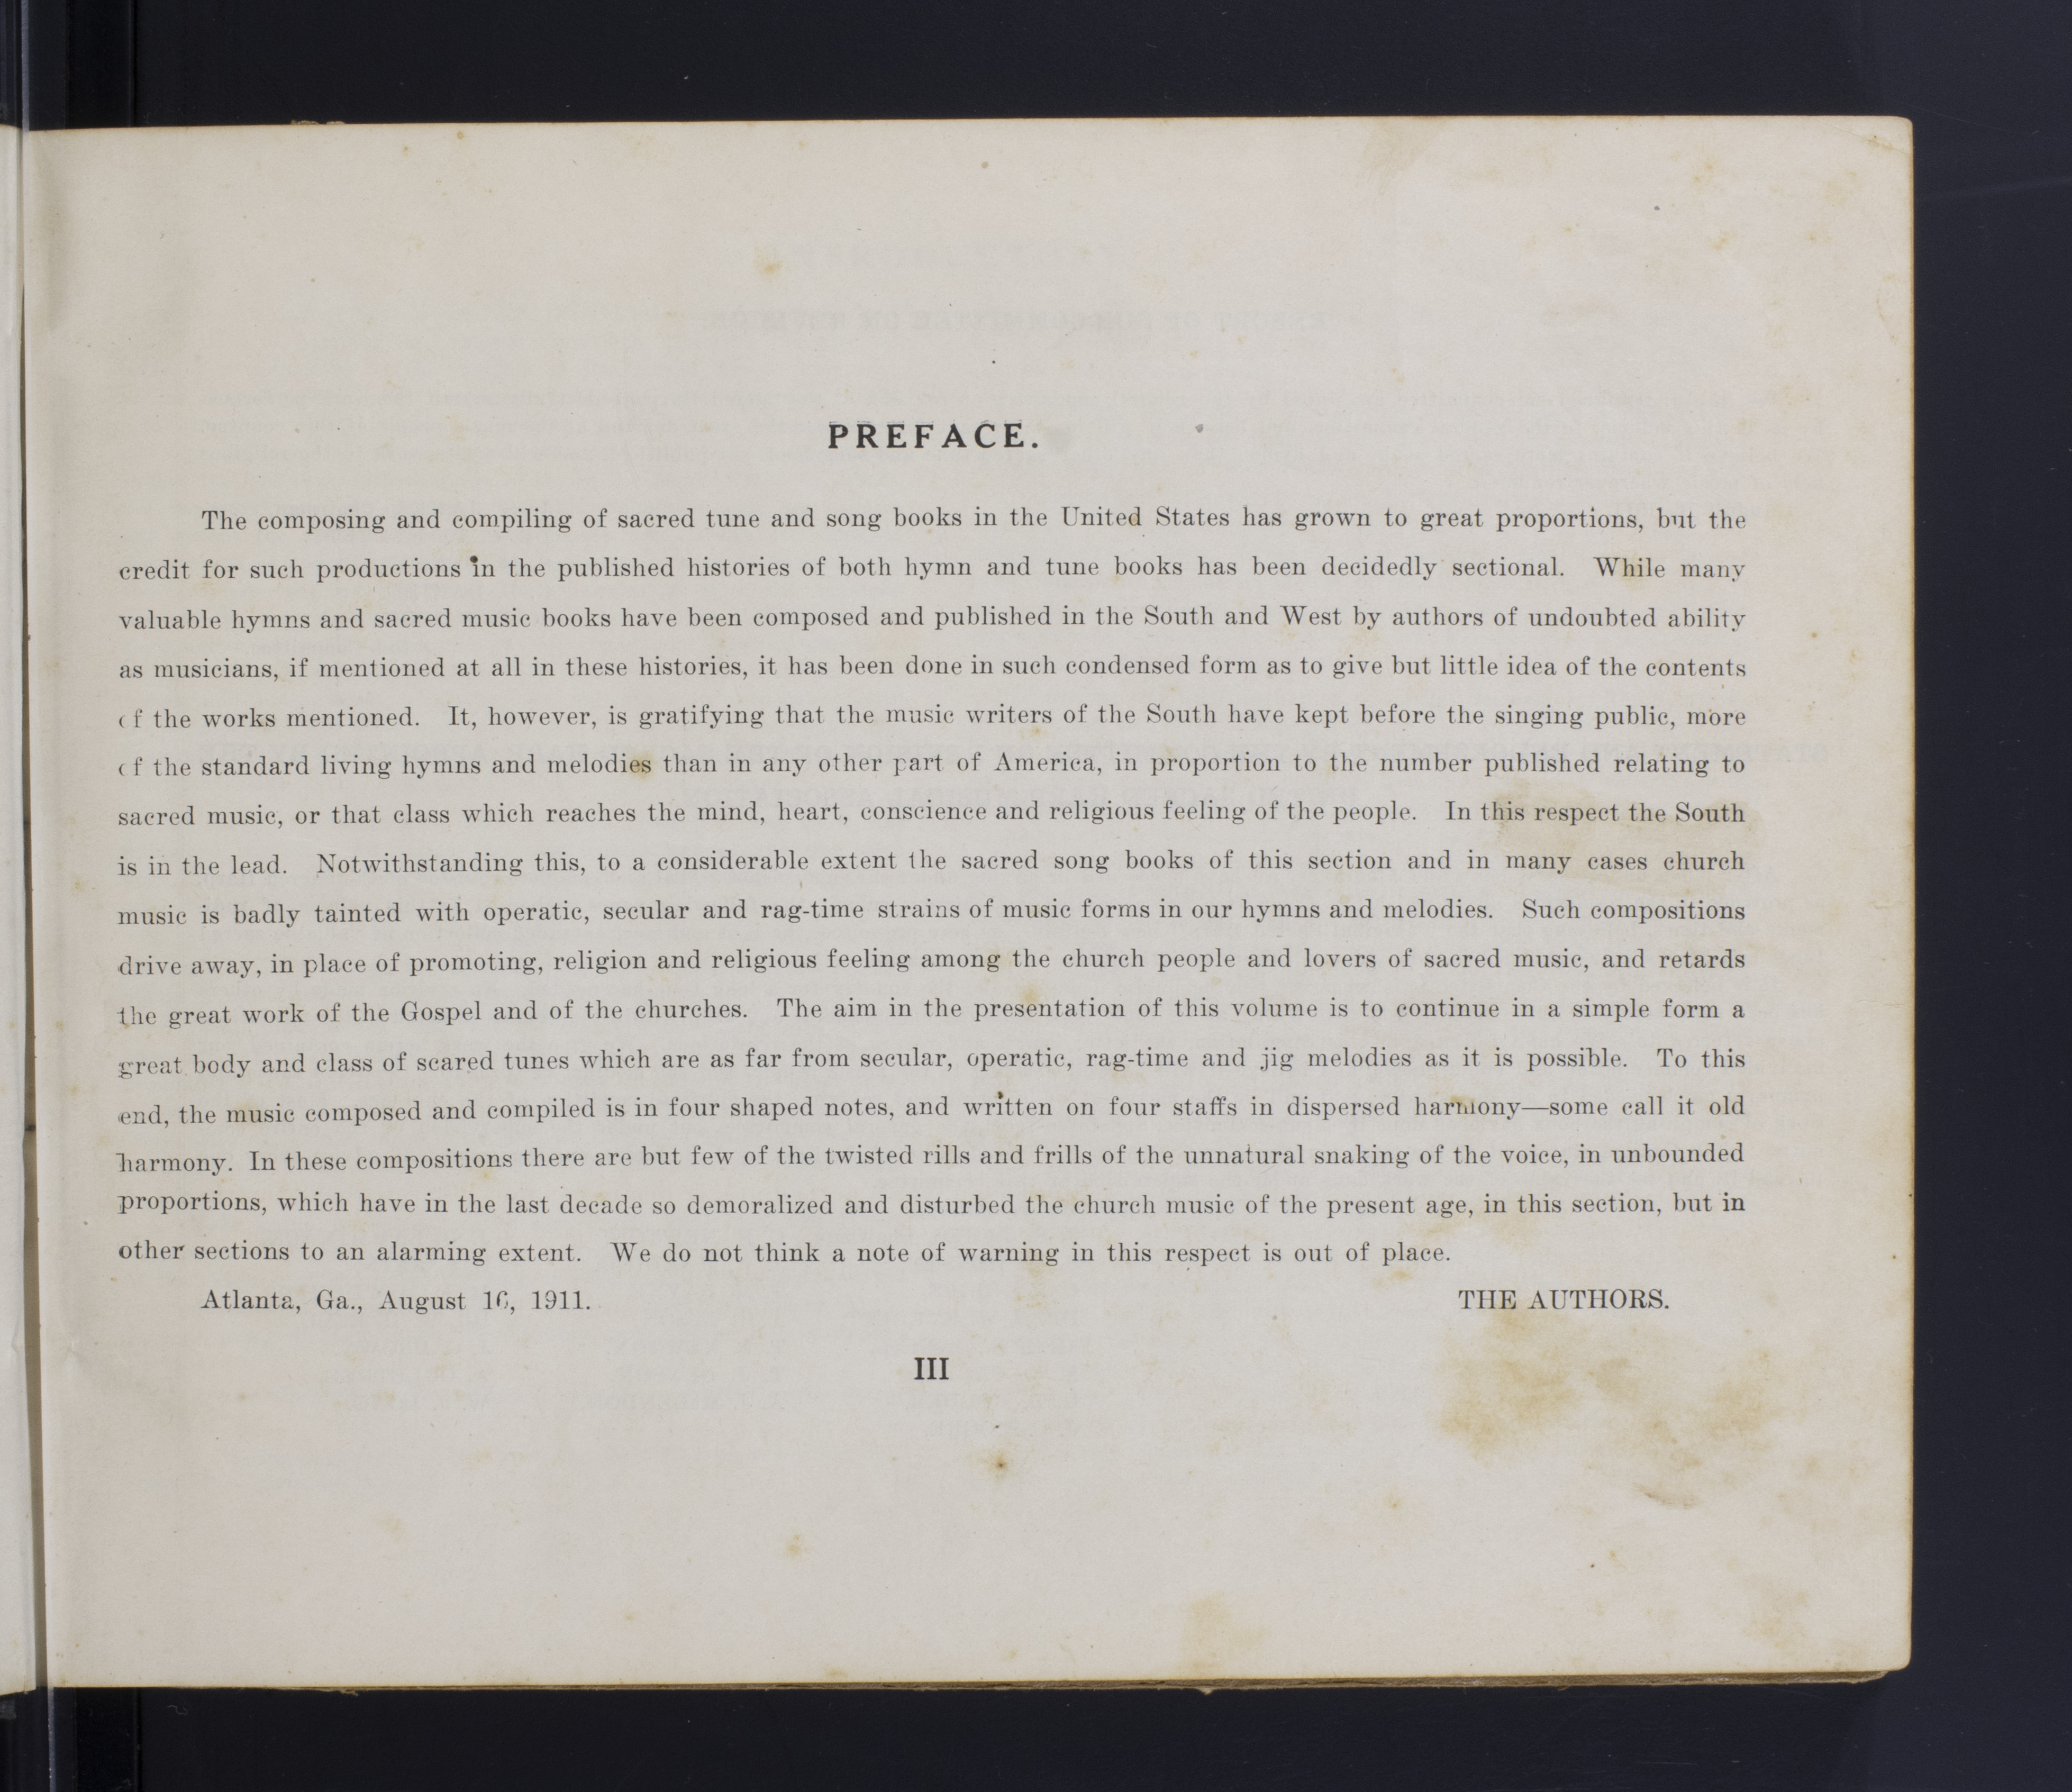 PREFACE.
The composing and compiling of sacred tune and song books in the United States has grown to great proportions, but the
credit for such productions in the published histories of both hymn and tune books has been decidedly sectional. While many
valuable hymns and sacred music books have been composed and published in the South and West by authors of undoubted ability
as musicians, if mentioned at all in these histories, it has been done in such condensed form as to give but little idea of the contents
of the works mentioned. It, however, is gratifying that the music writers of the South have kept before the singing public, more
of the standard living hymns and melodies than in any other part of America, in proportion to the number published relating to
sacred music, or that class which reaches the mind, heart, conscience and religious feeling of the people. In this respect the South
is in the lead. Notwithstanding this, to a considerable extent the sacred song books of this section and in many cases church
music is badly tainted with operatic, secular and rag-time strains of music forms in our hymns and melodies. Such compositions
drive away, in place of promoting, religion and religious feeling among the church people and lovers of sacred music, and retards
the great work of the Gospel and of the churches. The aim in the presentation of this volume is to continue in a simple form a
great body and class of scared tunes which are as far from secular, operatic, rag-time and jig melodies as it is possible. To this
end, the music composed and compiled is in four shaped notes, and written on four staffs in dispersed harmony—some call it old
harmony. In these compositions there are but few of the twisted rills and frills of the unnatural snaking of the voice, in unbounded
proportions, which have in the last decade so demoralized and disturbed the church music of the present age, in this section, but in
other sections to an alarming extent. We do not think a note of warning in this respect is out of place.
Atlanta, Ga., August 16, 1911. THE AUTHORS.
III